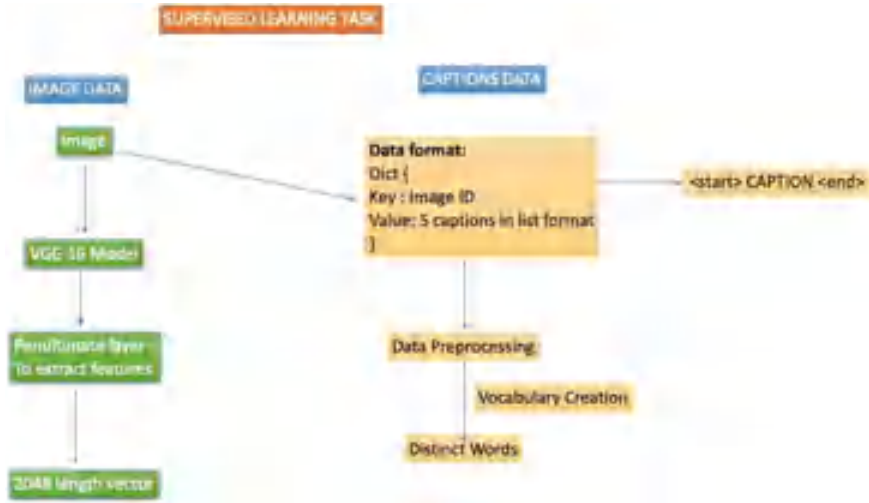 SUPERVISED LEARNING TASK
IMAGE DATA
CAPTIONS DATA
Image
Data format:
Dict {
Key : Image ID
Value: 5 captions in list format
}
<start> CAPTION <end>
VGG-16 Model
Data Preprocessing
Penultimate layer
To extract features
Vocabulary Creation
Distinct Words
2048 length vector